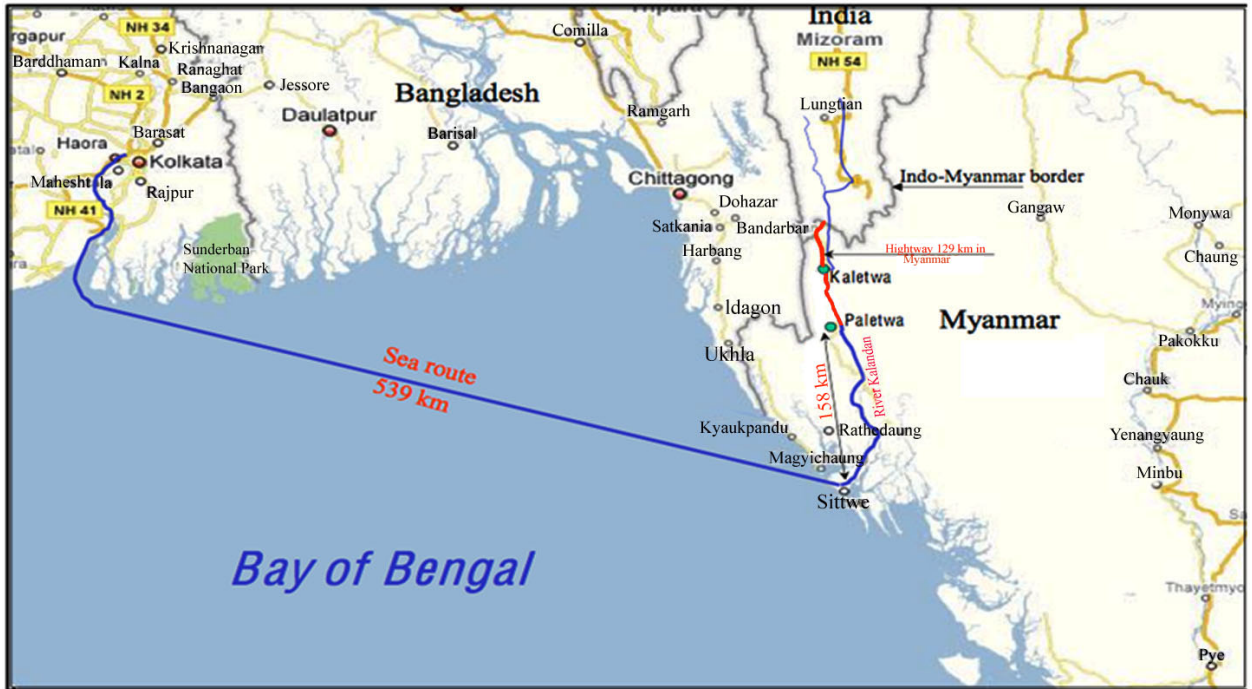 India
Mizoram
NH 54
Tripura
Comilla
NH 34
Krishnanagar
Barddhaman
Kalna
Ranaghat
Bangaon
Jessore
NH 2
Bangladesh
Daulatpur
Barisal
Ramgarh
Lungtian
Barasat
Haora
Kolkata
Maheshtala
Rajpur
NH 41
Chittagong
Dohazar
Satkania
Bandarbar
Harbang
Indo-Myanmar border
Gangaw
Monywa
Chaung
Sunderban
National Park
Hightway 129 km in
Myanmar
Kaletwa
Idagon
Paletwa
Myanmar
Pakokku
Ukhla
Sea route
539 km
158 km
River Kalandan
Chauk
Kyaukpandu
Rathedaung
Yenangyaung
Magyichaung
Minbu
Sittwe
Bay of Bengal
Pye